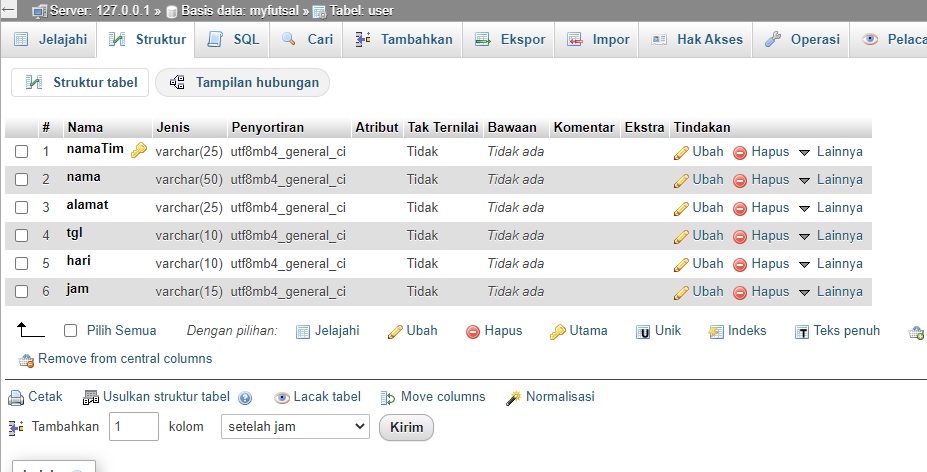 Server: 127.0.0.1 » Basis data: myfutsal » Tabel: user
Jelajahi Struktur SQL Cari Tambahkan Ekspor Impor Hak Akses Operasi Pelaca
Struktur tabel Tampilan hubungan
# Nama Jenis Penyortiran Atribut Tak Ternilai Bawaan Komentar Ekstra Tindakan
1 namaTim varchar(25) utf8mb4_general_ci Tidak Tidak ada Ubah Hapus Lainnya
2 nama varchar(50) utf8mb4_general_ci Tidak Tidak ada Ubah Hapus Lainnya
3 alamat varchar(25) utf8mb4_general_ci Tidak Tidak ada Ubah Hapus Lainnya
4 tgl varchar(10) utf8mb4_general_ci Tidak Tidak ada Ubah Hapus Lainnya
5 hari varchar(10) utf8mb4_general_ci Tidak Tidak ada Ubah Hapus Lainnya
6 jam varchar(15) utf8mb4_general_ci Tidak Tidak ada Ubah Hapus Lainnya
Pilih Semua Dengan pilihan: Jelajahi Ubah Hapus Utama Unik Indeks Teks penuh
Remove from central columns
Cetak Usulkan struktur tabel Lacak tabel Move columns Normalisasi
Tambahkan 1 kolom setelah jam Kirim